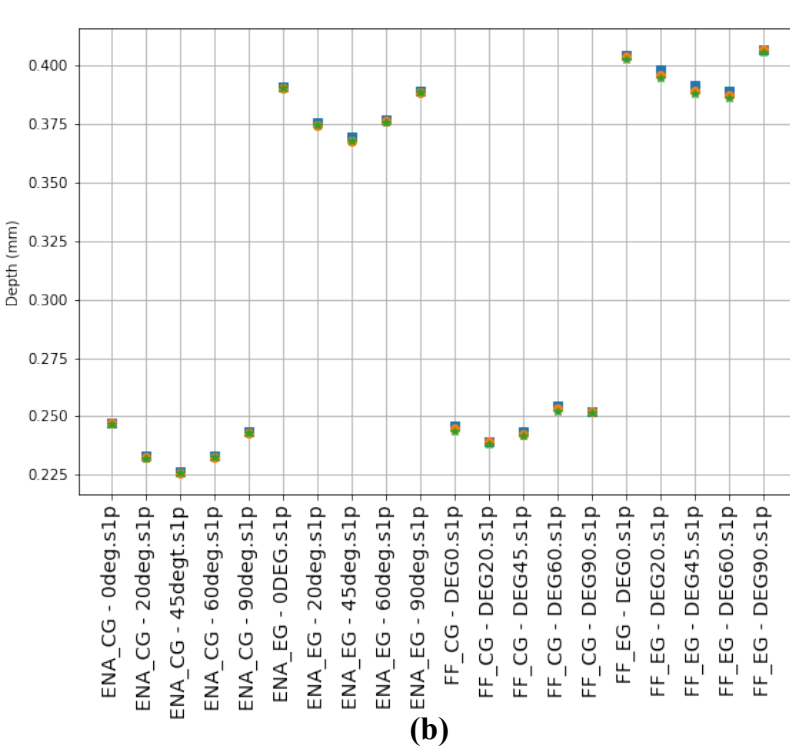 Depth (mm)
0.400
0.375
0.350
0.325
0.300
0.275
0.250
0.225
ENA_CG - 0deg.s1p
ENA_CG - 20deg.s1p
ENA_CG - 45degt.s1p
ENA_CG - 60deg.s1p
ENA_CG - 90deg.s1p
ENA_EG - 0DEG.s1p
ENA_EG - 20deg.s1p
ENA_EG - 45deg.s1p
ENA_EG - 60deg.s1p
ENA_EG - 90deg.s1p
FF_CG - DEG0.s1p
FF_CG - DEG20.s1p
FF_CG - DEG45.s1p
FF_CG - DEG60.s1p
FF_CG - DEG90.s1p
FF_EG - DEG0.s1p
FF_EG - DEG20.s1p
FF_EG - DEG45.s1p
FF_EG - DEG60.s1p
FF_EG - DEG90.s1p
(b)